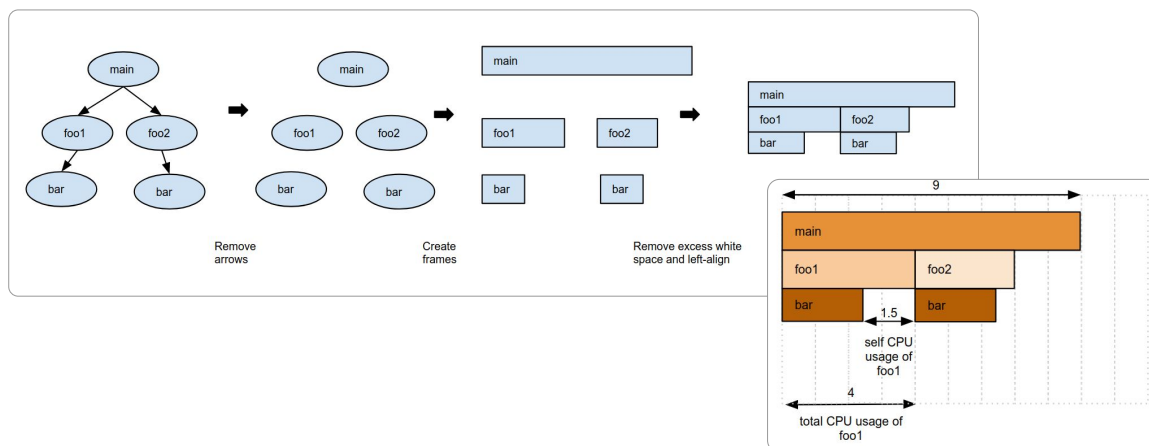 main
foo1
foo2
bar
bar
Remove
arrows
main
foo1
foo2
bar
bar
Create
frames
main
foo1
foo2
bar
bar
Remove excess white
space and left-align
main
foo1
foo2
bar
bar
9
main
foo1
foo2
bar
bar
1.5
self CPU
usage of
foo1
4
total CPU usage of
foo1